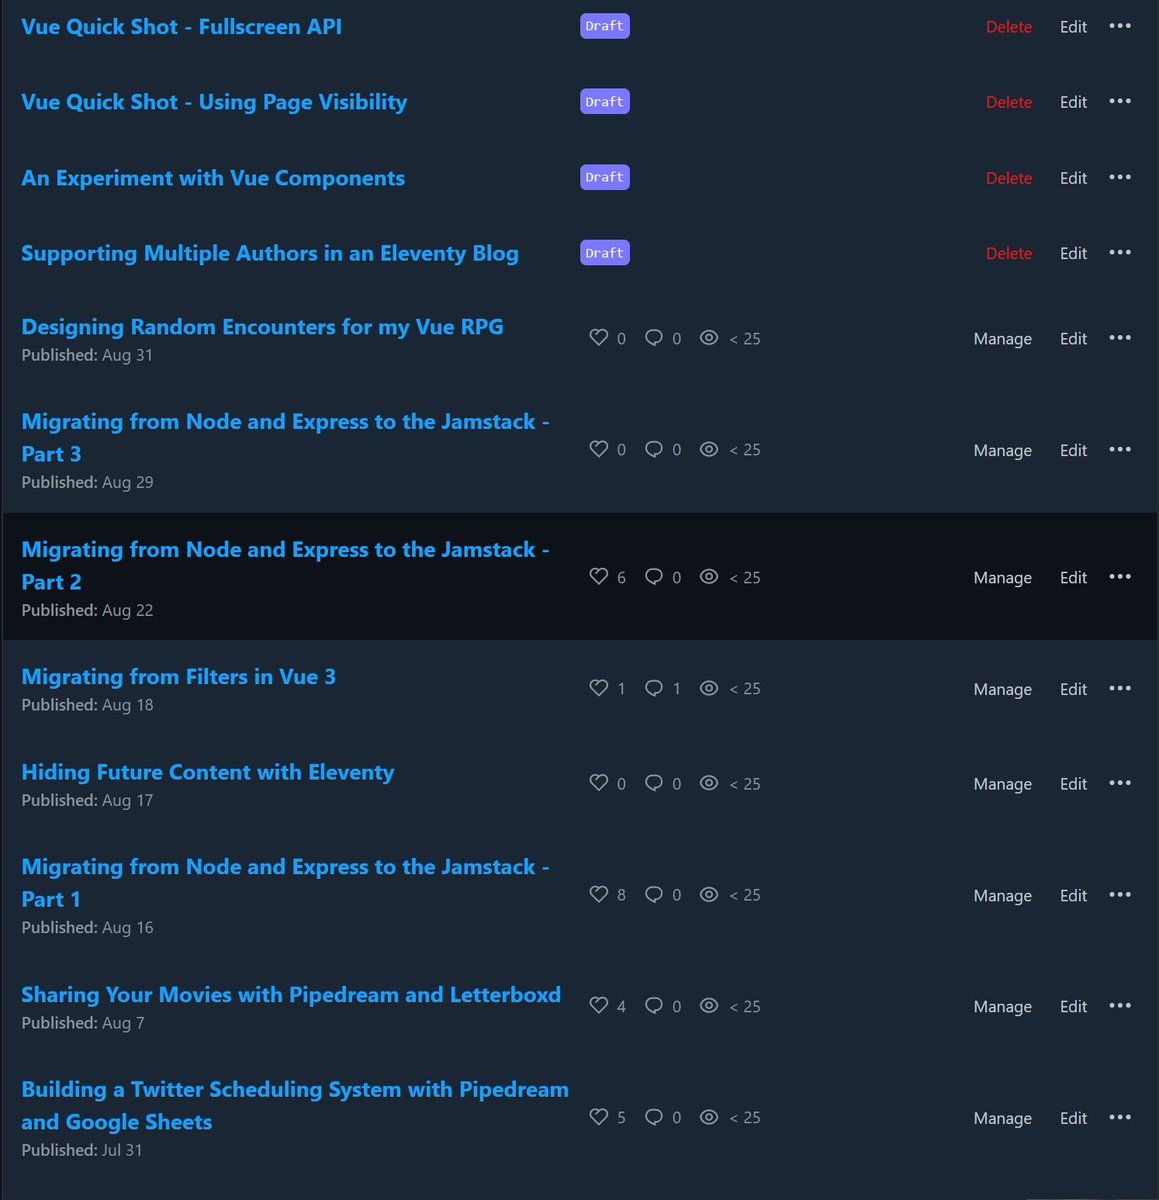 Vue Quick Shot - Fullscreen API Draft Delete Edit •••
Vue Quick Shot - Using Page Visibility Draft Delete Edit •••
An Experiment with Vue Components Draft Delete Edit •••
Supporting Multiple Authors in an Eleventy Blog Draft Delete Edit •••
Designing Random Encounters for my Vue RPG
Published: Aug 31
0 0 < 25 Manage Edit •••
Migrating from Node and Express to the Jamstack -
Part 3
Published: Aug 29
0 0 < 25 Manage Edit •••
Migrating from Node and Express to the Jamstack -
Part 2
Published: Aug 22
6 0 < 25 Manage Edit •••
Migrating from Filters in Vue 3
Published: Aug 18
1 1 < 25 Manage Edit •••
Hiding Future Content with Eleventy
Published: Aug 17
0 0 < 25 Manage Edit •••
Migrating from Node and Express to the Jamstack -
Part 1
Published: Aug 16
8 0 < 25 Manage Edit •••
Sharing Your Movies with Pipedream and Letterboxd
Published: Aug 7
4 0 < 25 Manage Edit •••
Building a Twitter Scheduling System with Pipedream
and Google Sheets
Published: Jul 31
5 0 < 25 Manage Edit •••